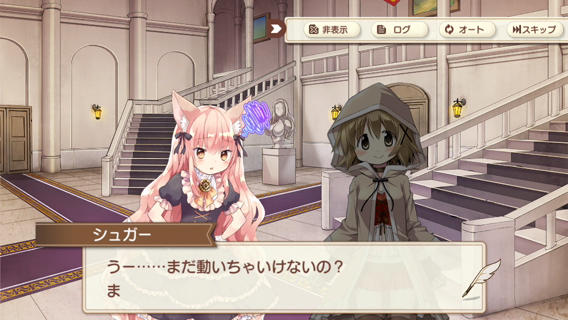 非表示
ログ
オート
スキップ
シュガー
うー……まだ動いちゃいけないの？
ま